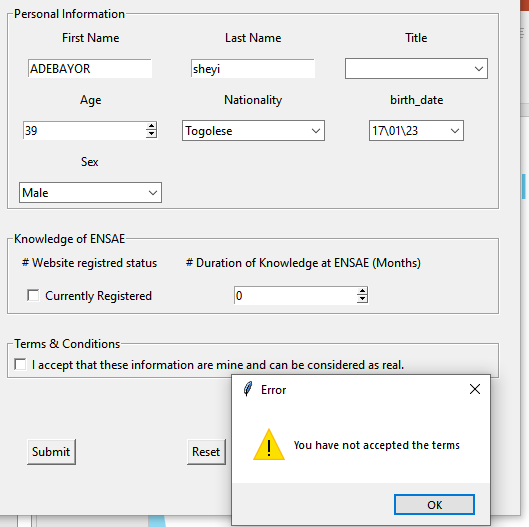 Personal Information
First Name Last Name Title
ADEBAYOR sheyi
Age Nationality birth_date
39 Togolese 17\01\23
Sex
Male
Knowledge of ENSAE
# Website registred status # Duration of Knowledge at ENSAE (Months)
Currently Registered 0
Terms & Conditions
I accept that these information are mine and can be considered as real.
Error
You have not accepted the terms
Submit Reset
OK